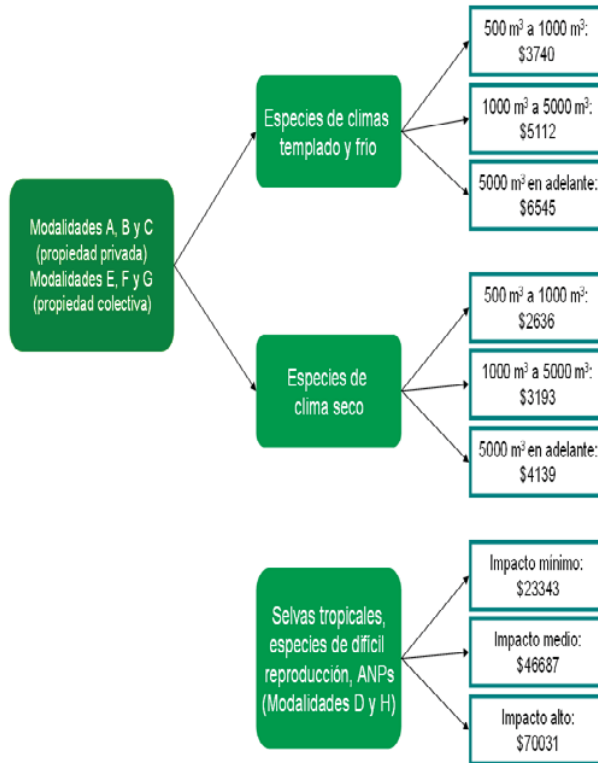 Modalidades A, B y C
(propiedad privada)
Modalidades E, F y G
(propiedad colectiva)
Especies de climas
templado y frio
500 m³ a 1000 m³:
$3740
1000 m³ a 5000 m³:
$5112
5000 m³ en adelante:
$6545
Especies de
clima seco
500 m³ a 1000 m³:
$2636
1000 m³ a 5000 m³:
$3193
5000 m³ en adelante:
$4139
Selvas tropicales,
especies de difícil
reproducción, ANPs
(Modalidades D y H)
Impacto mínimo:
$23343
Impacto medio:
$46687
Impacto alto:
$70031